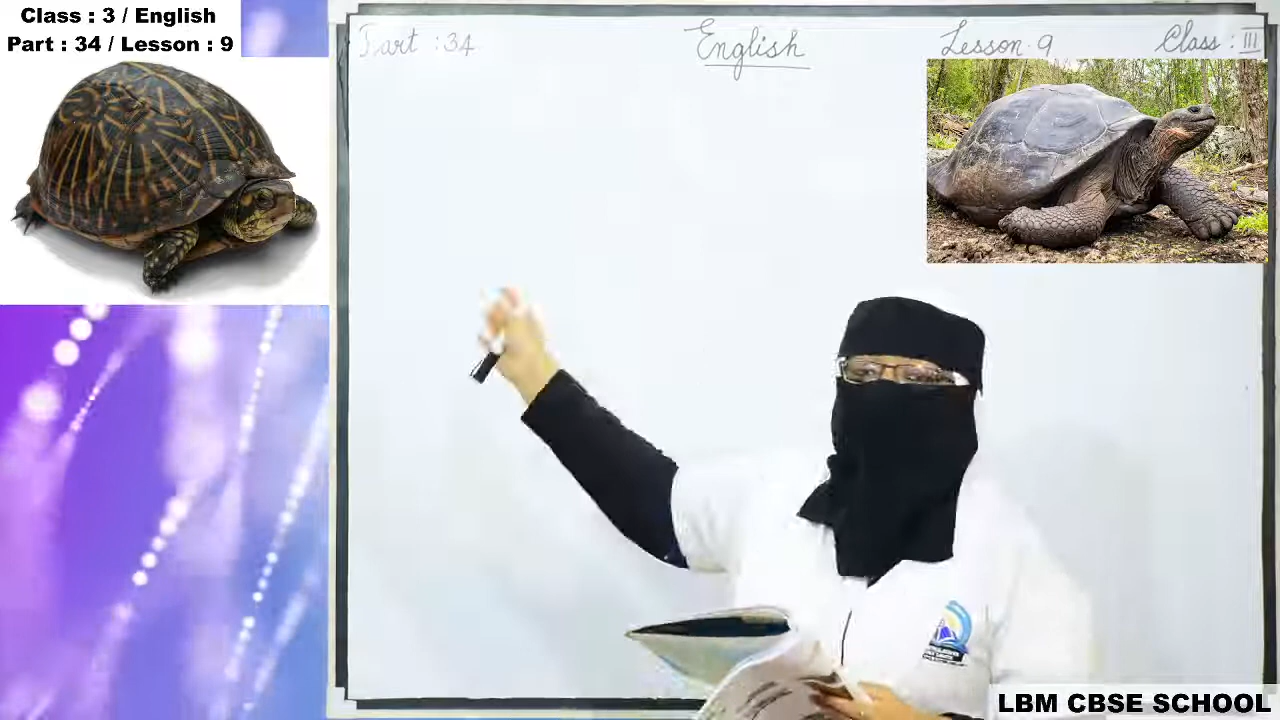 Class : 3 / English
Part : 34 / Lesson : 9
Part : 34
English
Lesson 9
Class : III
LBM CBSE SCHOOL